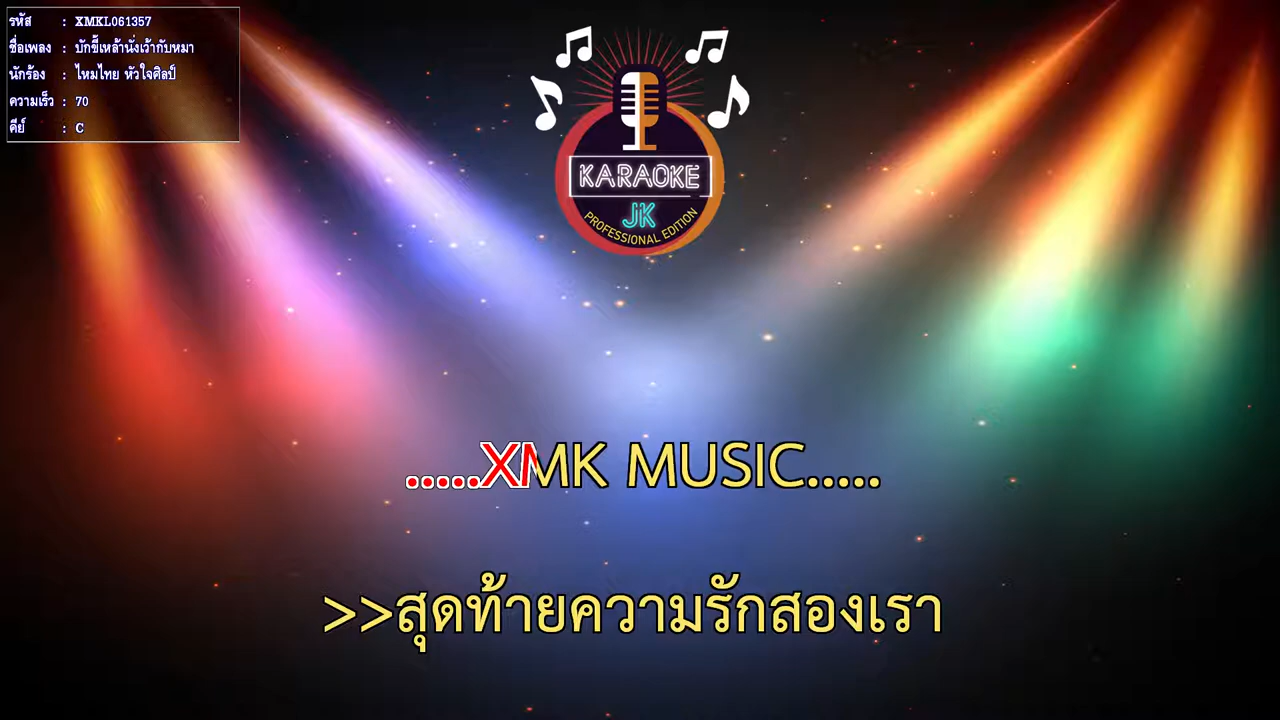 รหัส : XMKL061357
ชื่อเพลง : บักขี้เหล้านั่งเว้ากับหมา
นักร้อง : ไหมไทย หัวใจศิลป์
ความเร็ว : 70
คีย์ : C
KARAOKE
JK
PROFESSIONAL EDITION
.....XMK MUSIC.....
>>สุดท้ายความรักสองเรา